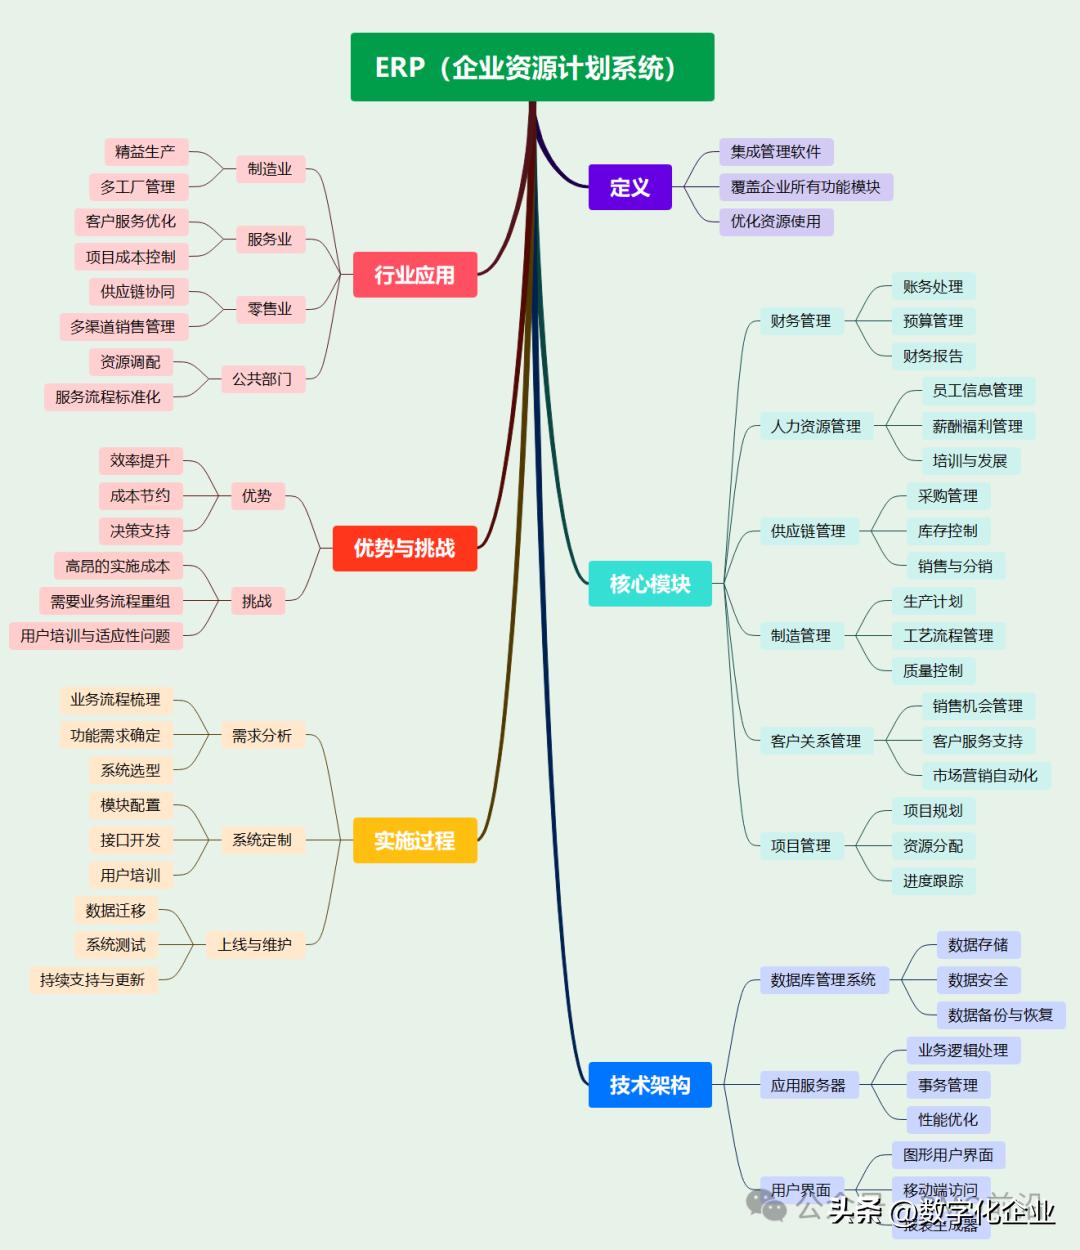 ERP（企业资源计划系统）
定义
集成管理软件
覆盖企业所有功能模块
优化资源使用
核心模块
财务管理
账务处理
预算管理
财务报告
人力资源管理
员工信息管理
薪酬福利管理
培训与发展
供应链管理
采购管理
库存控制
销售与分销
制造管理
生产计划
工艺流程管理
质量控制
客户关系管理
销售机会管理
客户服务支持
市场营销自动化
项目管理
项目规划
资源分配
进度跟踪
技术架构
数据库管理系统
数据存储
数据安全
数据备份与恢复
应用服务器
业务逻辑处理
事务管理
性能优化
用户界面
图形用户界面
移动端访问
报表生成器
实施过程
需求分析
业务流程梳理
功能需求确定
系统选型
系统定制
模块配置
接口开发
用户培训
上线与维护
数据迁移
系统测试
持续支持与更新
优势与挑战
优势
效率提升
成本节约
决策支持
挑战
高昂的实施成本
需要业务流程重组
用户培训与适应性问题
行业应用
制造业
精益生产
多工厂管理
服务业
客户服务优化
项目成本控制
零售业
供应链协同
多渠道销售管理
公共部门
资源调配
服务流程标准化
头条 @数字化企业